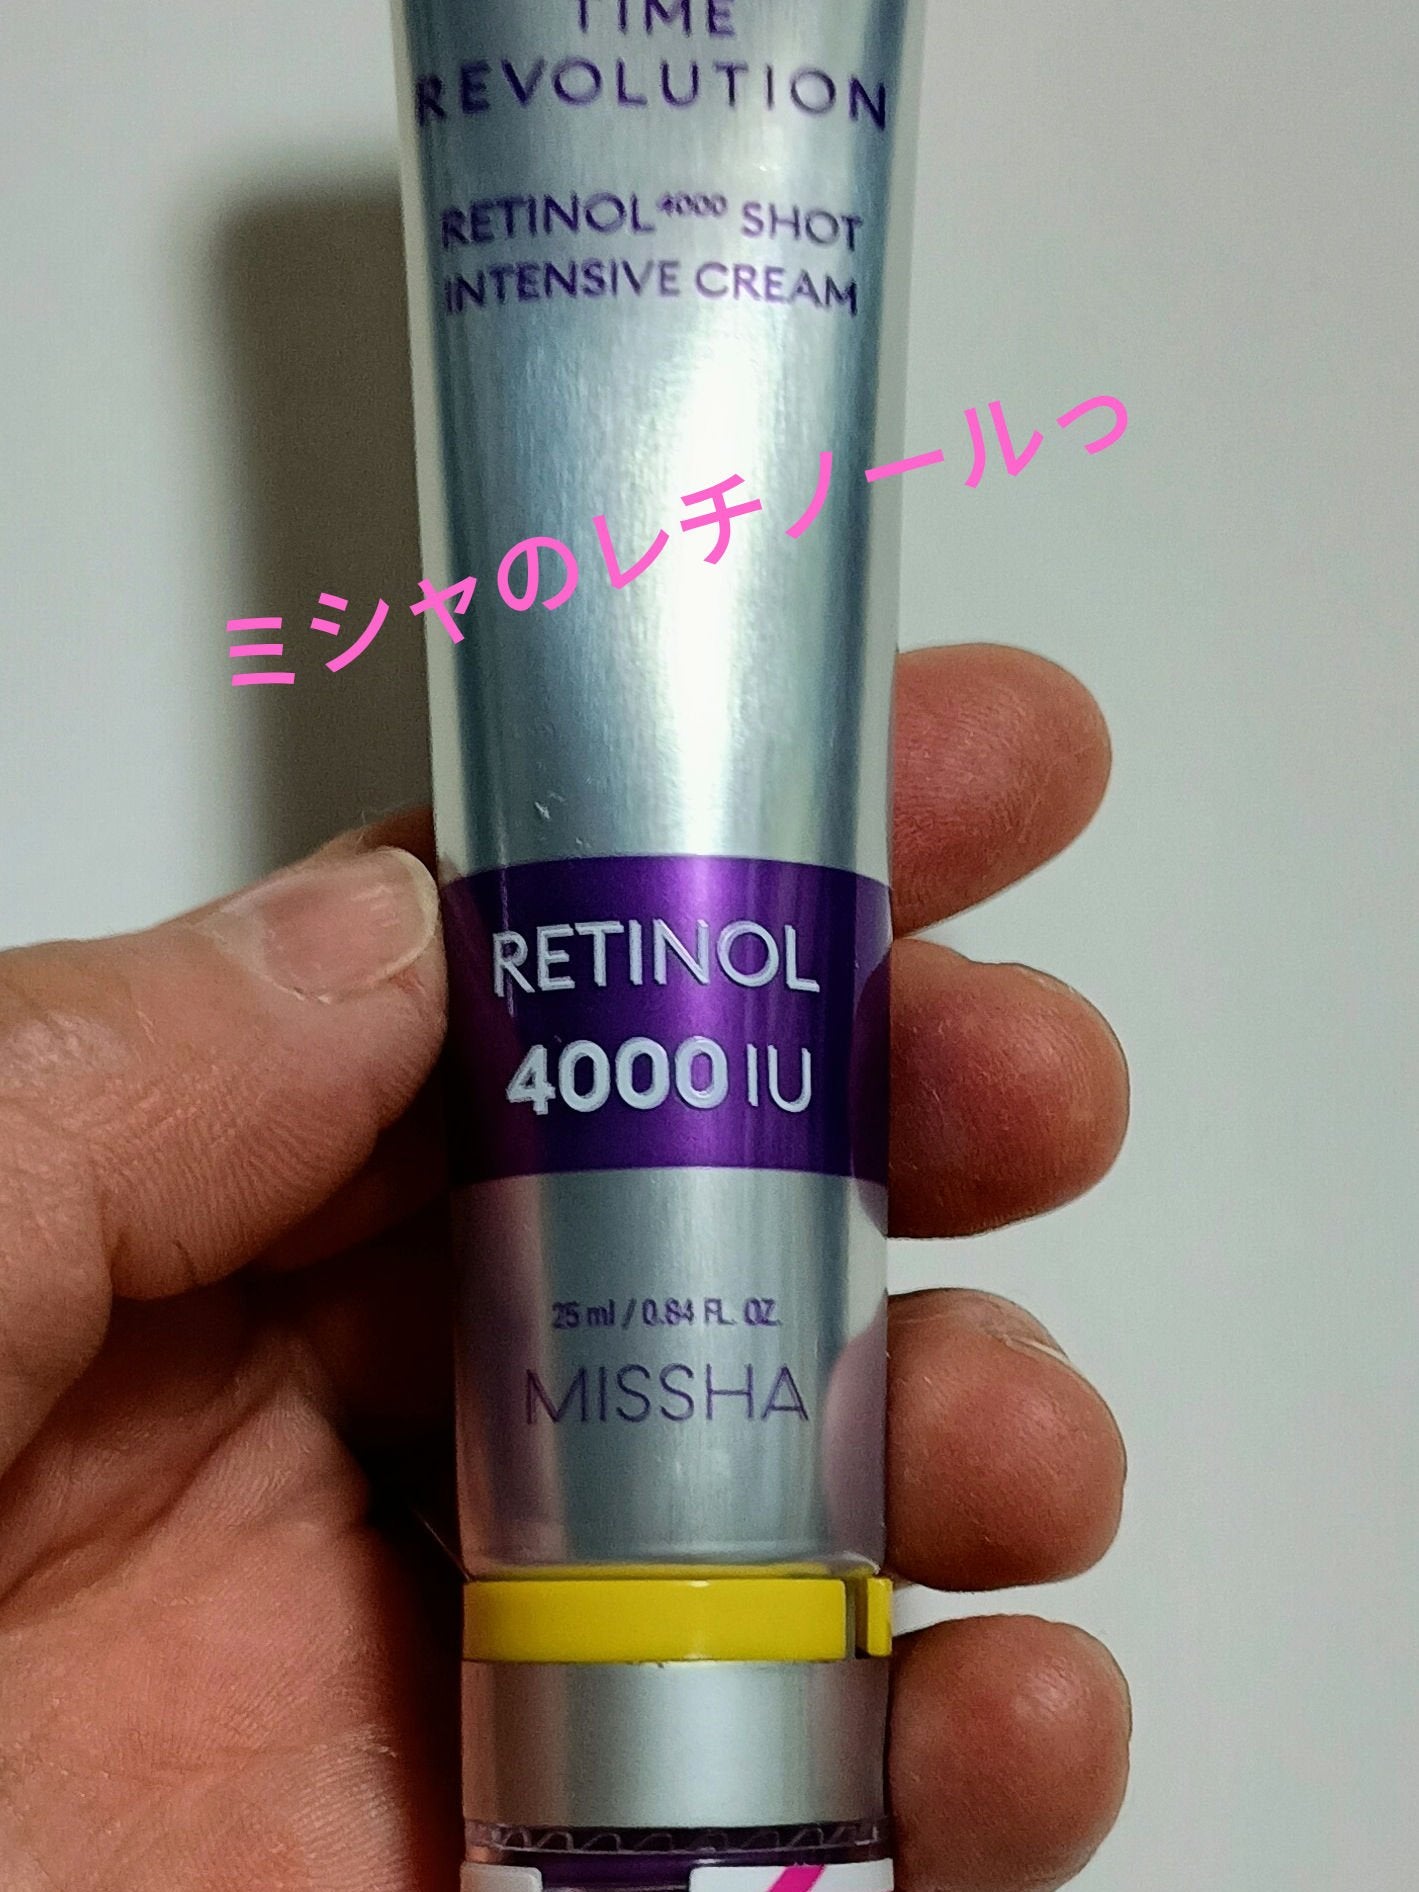 TIME
REVOLUTION
RETINOL⁴⁰⁰⁰ SHOT
INTENSIVE CREAM
ミシャのレチノールっ
RETINOL
4000 IU
25 ml / 0.84 FL. OZ.
MISSHA